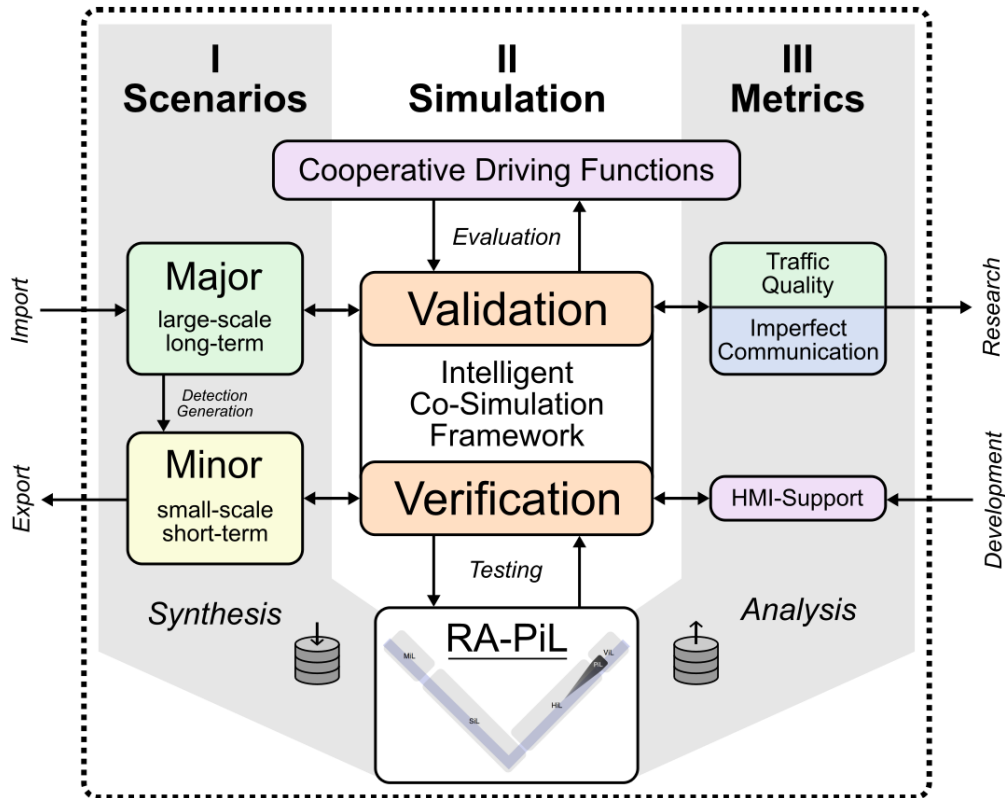 I
Scenarios
II
Simulation
III
Metrics
Cooperative Driving Functions
Evaluation
Import
Major
large-scale
long-term
Validation
Traffic
Quality
Imperfect
Communication
Research
Detection
Generation
Intelligent
Co-Simulation
Framework
Export
Minor
small-scale
short-term
Verification
HMI-Support
Development
Testing
Synthesis
Analysis
RA-PiL
MiL
SiL
HiL
PiL
ViL